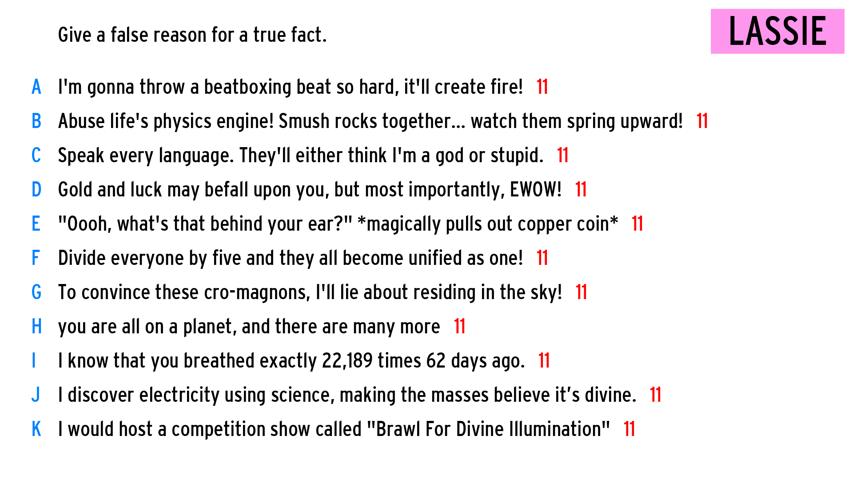 Give a false reason for a true fact.
LASSIE
A I'm gonna throw a beatboxing beat so hard, it'll create fire! 11
B Abuse life's physics engine! Smush rocks together... watch them spring upward! 11
C Speak every language. They'll either think I'm a god or stupid. 11
D Gold and luck may befall upon you, but most importantly, EWOW! 11
E "Oooh, what's that behind your ear?" *magically pulls out copper coin* 11
F Divide everyone by five and they all become unified as one! 11
G To convince these cro-magnons, I'll lie about residing in the sky! 11
H you are all on a planet, and there are many more 11
I I know that you breathed exactly 22,189 times 62 days ago. 11
J I discover electricity using science, making the masses believe it’s divine. 11
K I would host a competition show called "Brawl For Divine Illumination" 11